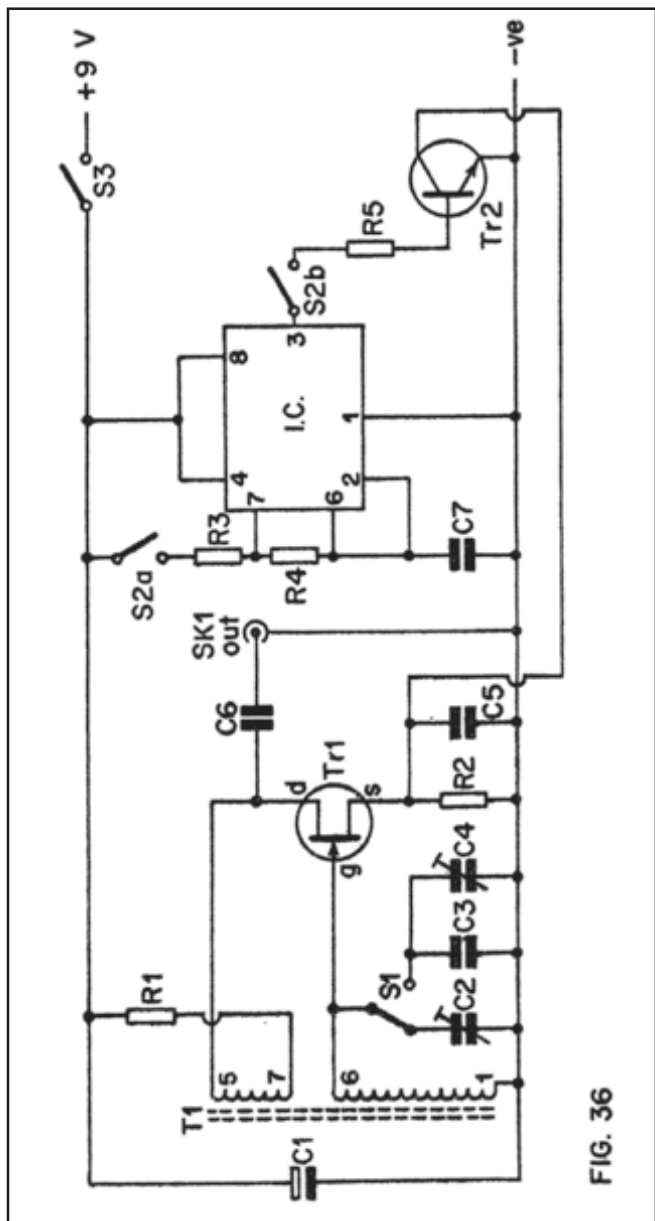 +9 V
S3
S2a
R3
7
4
8
I.C.
3
S2b
R5
Tr2
R4
6
2
1
C7
SK1
out
C6
R1
T1
5
7
d
Tr1
g
s
C1
6
1
S1
C2
C3
C4
R2
C5
-ve
FIG. 36